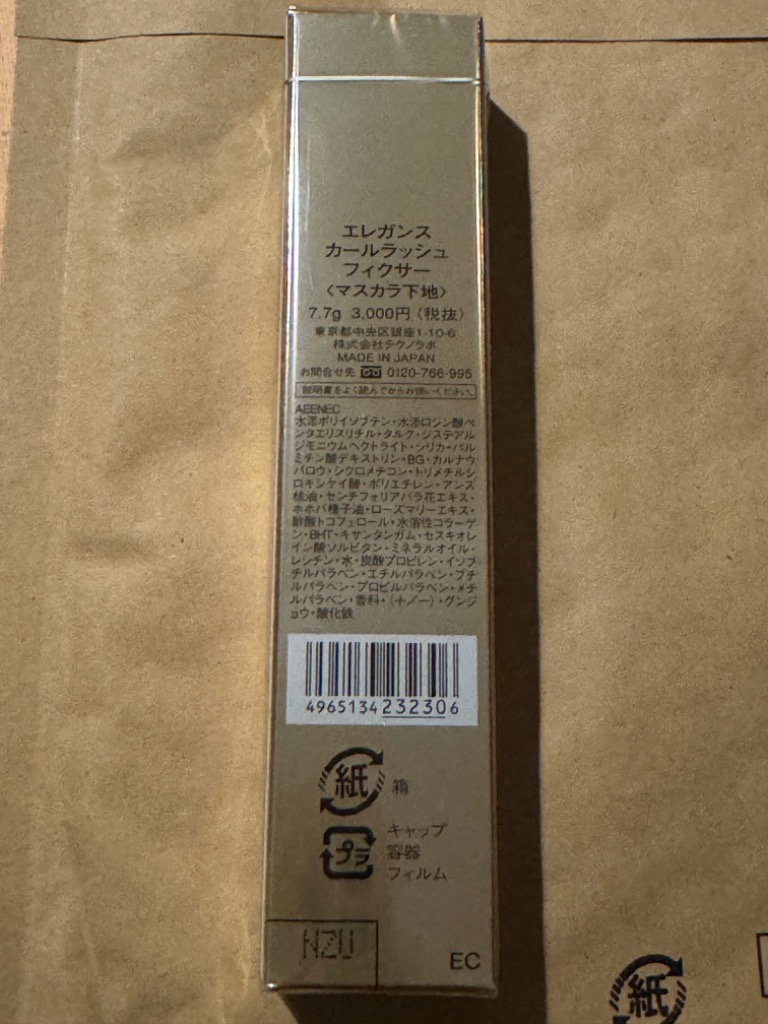 エレガンス
カールラッシュ
フィクサー
〈マスカラ下地〉
7.7g 3,000円（税抜）
東京都中央区銀座1-10-6
株式会社テクノラボ
MADE IN JAPAN
お問合せ先 0120-766-995
説明書をよく読んでからお使いください。
AEENEC
水添ポリイソブテン・水添ロジン酸ペ
ンタエリスリチル・タルク・ジステアルジ
モニウムヘクトライト・シリカ・パル
ミチン酸デキストリン・BG・カルナウ
バロウ・シクロメチコン・トリメチルシ
ロキシケイ酸・ポリエチレン・アンズ
核油・センチフォリアバラ花エキス・
ホホバ種子油・ローズマリーエキス・
酢酸トコフェロール・水溶性コラーゲ
ン・BHT・キサンタンガム・セスキオレ
イン酸ソルビタン・ミネラルオイル・
レシチン・水・炭酸プロピレン・イソブ
チルパラベン・エチルパラベン・ブチ
ルパラベン・プロピルパラベン・メチ
ルパラベン・香料・（＋／－）・グンジ
ョウ・酸化鉄
4965134232306
紙 箱
プラ キャップ
容器
フィルム
NZU
EC
紙